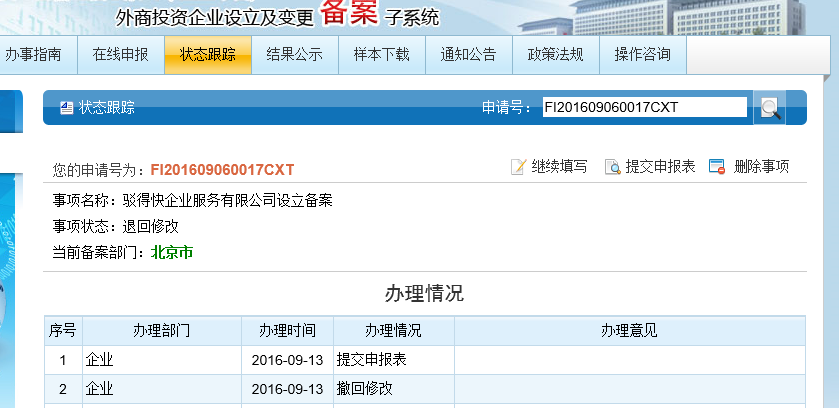 外商投资企业设立及变更 备案 子系统
办事指南 在线申报 状态跟踪 结果公示 样本下载 通知公告 政策法规 操作咨询
状态跟踪 申请号： FI201609060017CXT
您的申请号为：FI201609060017CXT 继续填写 提交申报表 删除事项
事项名称：驳得快企业服务有限公司设立备案
事项状态：退回修改
当前备案部门：北京市
办理情况
序号 办理部门 办理时间 办理情况 办理意见
1 企业 2016-09-13 提交申报表
2 企业 2016-09-13 撤回修改